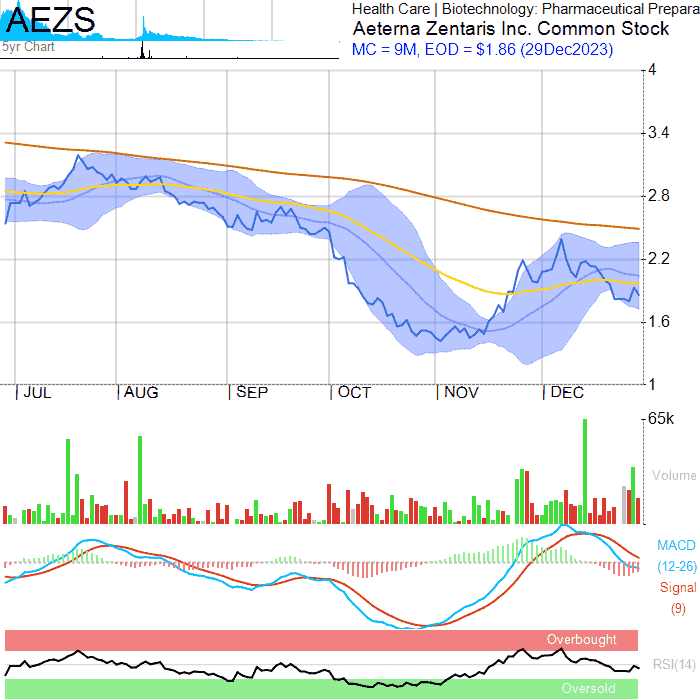 AEZS
5yr Chart
Health Care | Biotechnology: Pharmaceutical Prepara
Aeterna Zentaris Inc. Common Stock
MC = 9M, EOD = $1.86 (29Dec2023)
4
3.4
2.8
2.2
1.6
1
JUL
AUG
SEP
OCT
NOV
DEC
65k
Volume
MACD
(12-26)
Signal
(9)
Overbought
RSI(14)
Oversold